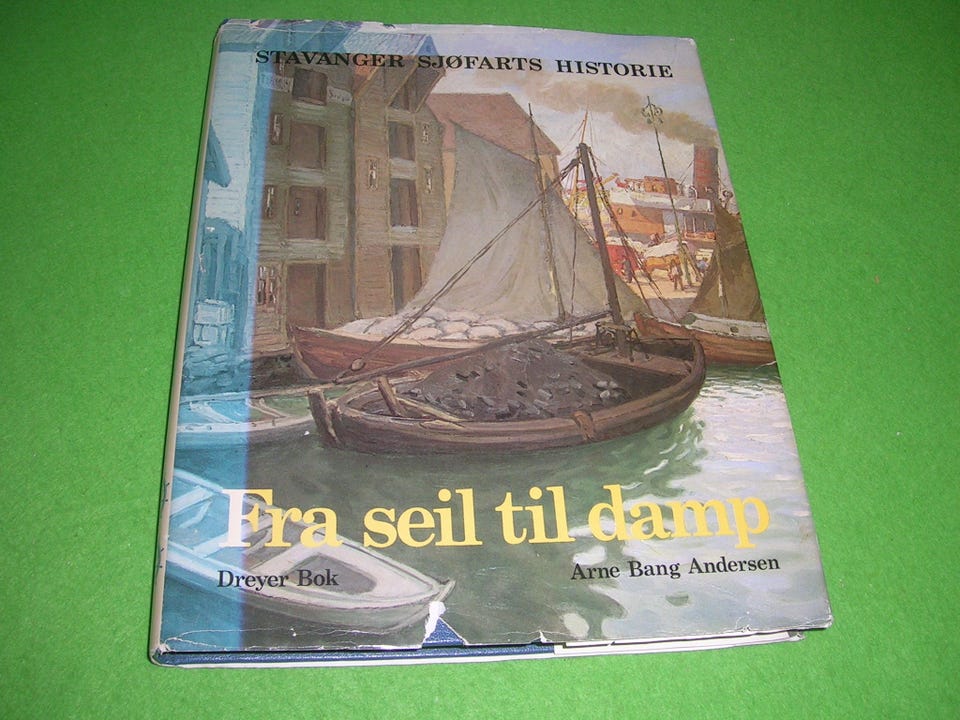 STAVANGER SJØFARTS HISTORIE
Fra seil til damp
Dreyer Bok
Arne Bang Andersen